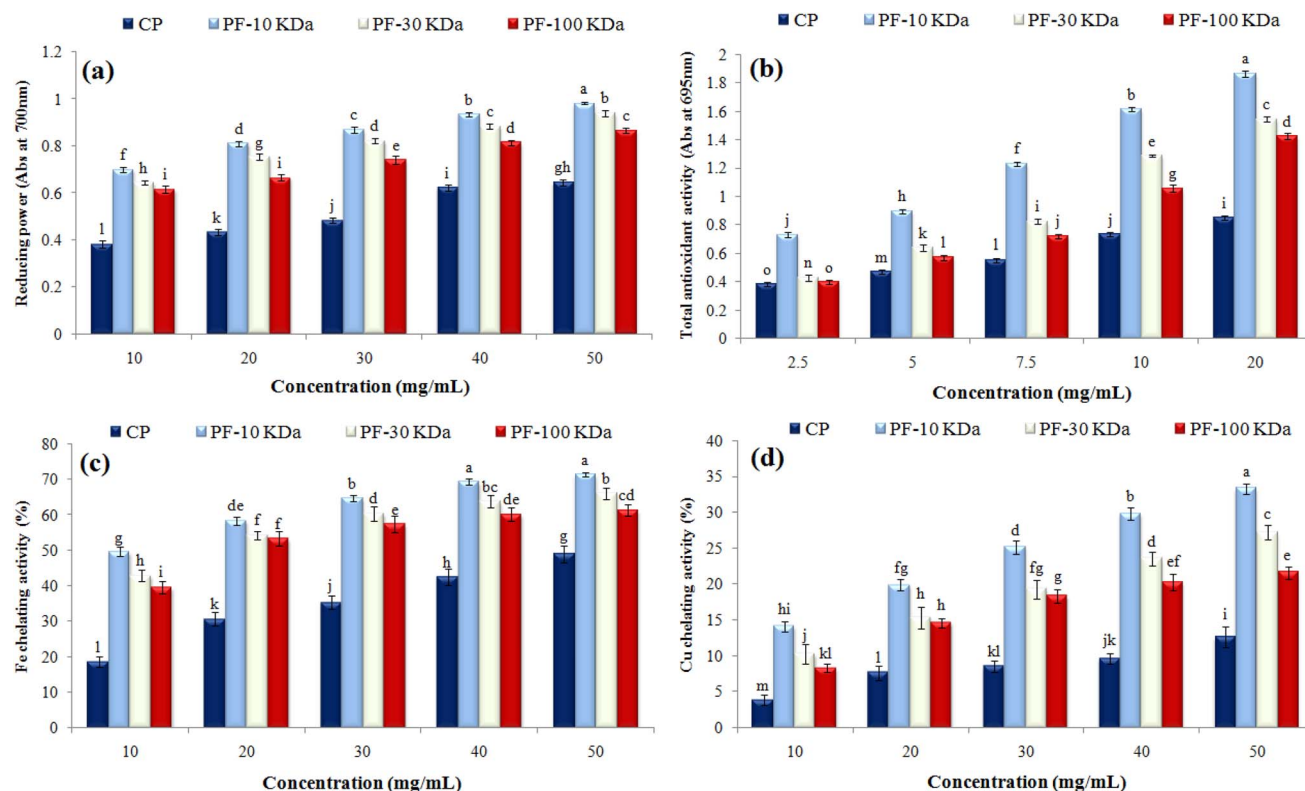 CP PF-10 KDa PF-30 KDa PF-100 KDa
(a)
Reducing power (Abs at 700nm)
1.2
1
0.8
0.6
0.4
0.2
0
l f h i
k d g i
j c d e
i b c d
gh a b c
10 20 30 40 50
Concentration (mg/mL)
CP PF-10 KDa PF-30 KDa PF-100 KDa
(b)
Total antioxidant activity (Abs at 695nm)
2
1.8
1.6
1.4
1.2
1
0.8
0.6
0.4
0.2
0
o j n o
m h k l
l f i j
j b e g
i a c d
2.5 5 7.5 10 20
Concentration (mg/mL)
CP PF-10 KDa PF-30 KDa PF-100 KDa
(c)
Fe chelating activity (%)
80
70
60
50
40
30
20
10
0
l g h i
k de f f
j b d e
h a bc de
g a b cd
10 20 30 40 50
Concentration (mg/mL)
CP PF-10 KDa PF-30 KDa PF-100 KDa
(d)
Cu chelating activity (%)
40
35
30
25
20
15
10
5
0
m hi j kl
l fg h h
kl d fg g
jk b d ef
i a c e
10 20 30 40 50
Concentration (mg/mL)